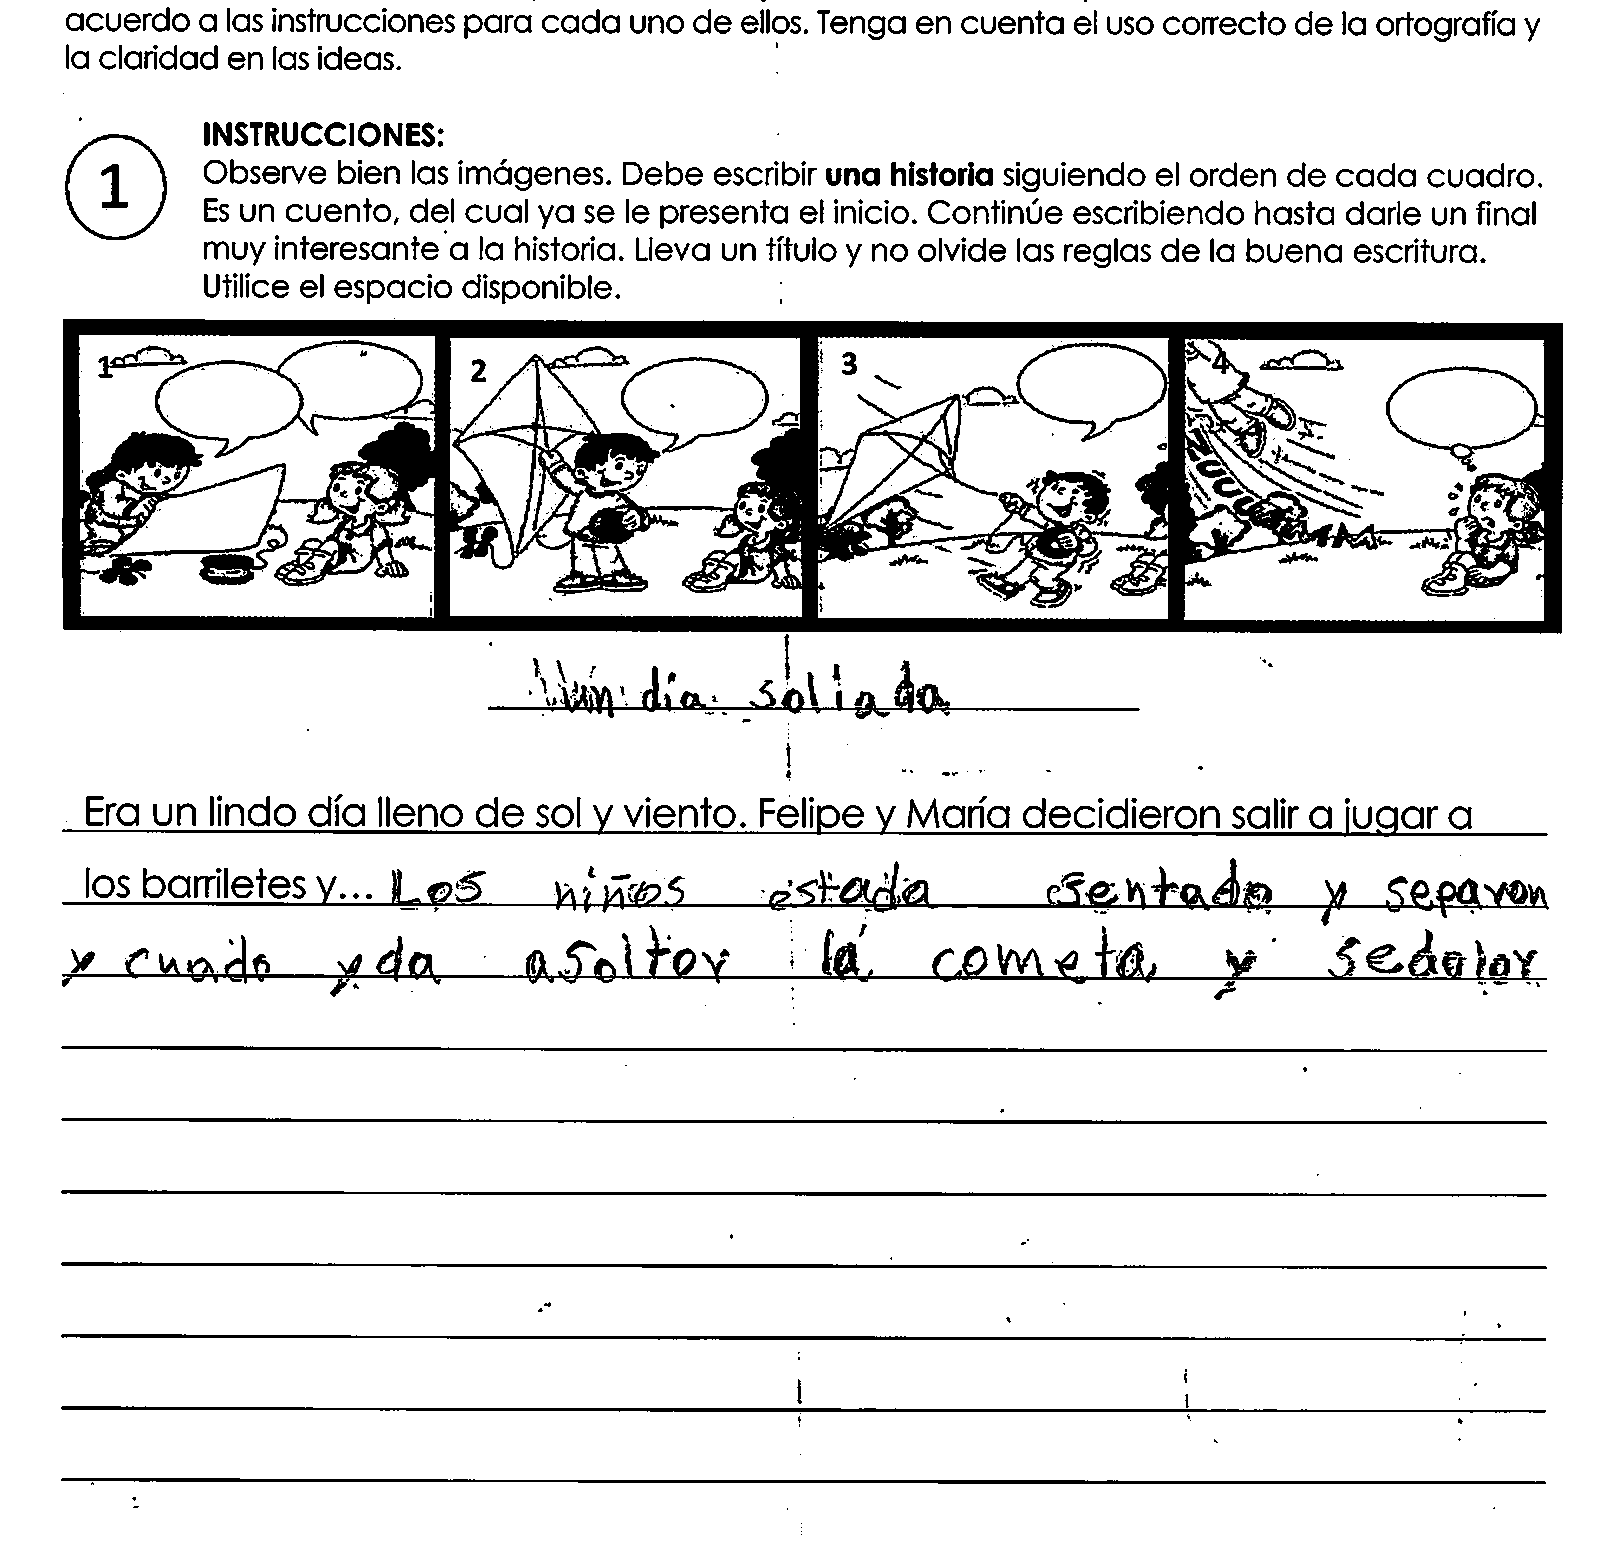 acuerdo a las instrucciones para cada uno de ellos. Tenga en cuenta el uso correcto de la ortografía y
la claridad en las ideas.
1
INSTRUCCIONES:
Observe bien las imágenes. Debe escribir una historia siguiendo el orden de cada cuadro.
Es un cuento, del cual ya se le presenta el inicio. Continúe escribiendo hasta darle un final
muy interesante a la historia. Lleva un título y no olvide las reglas de la buena escritura.
Utilice el espacio disponible.
1 2 3 4
ZUUU
un día soliada
Era un lindo día lleno de sol y viento. Felipe y María decidieron salir a jugar a
los barriletes y... Los niños estada sentado y separon
y cuado yda asoltor la cometa y